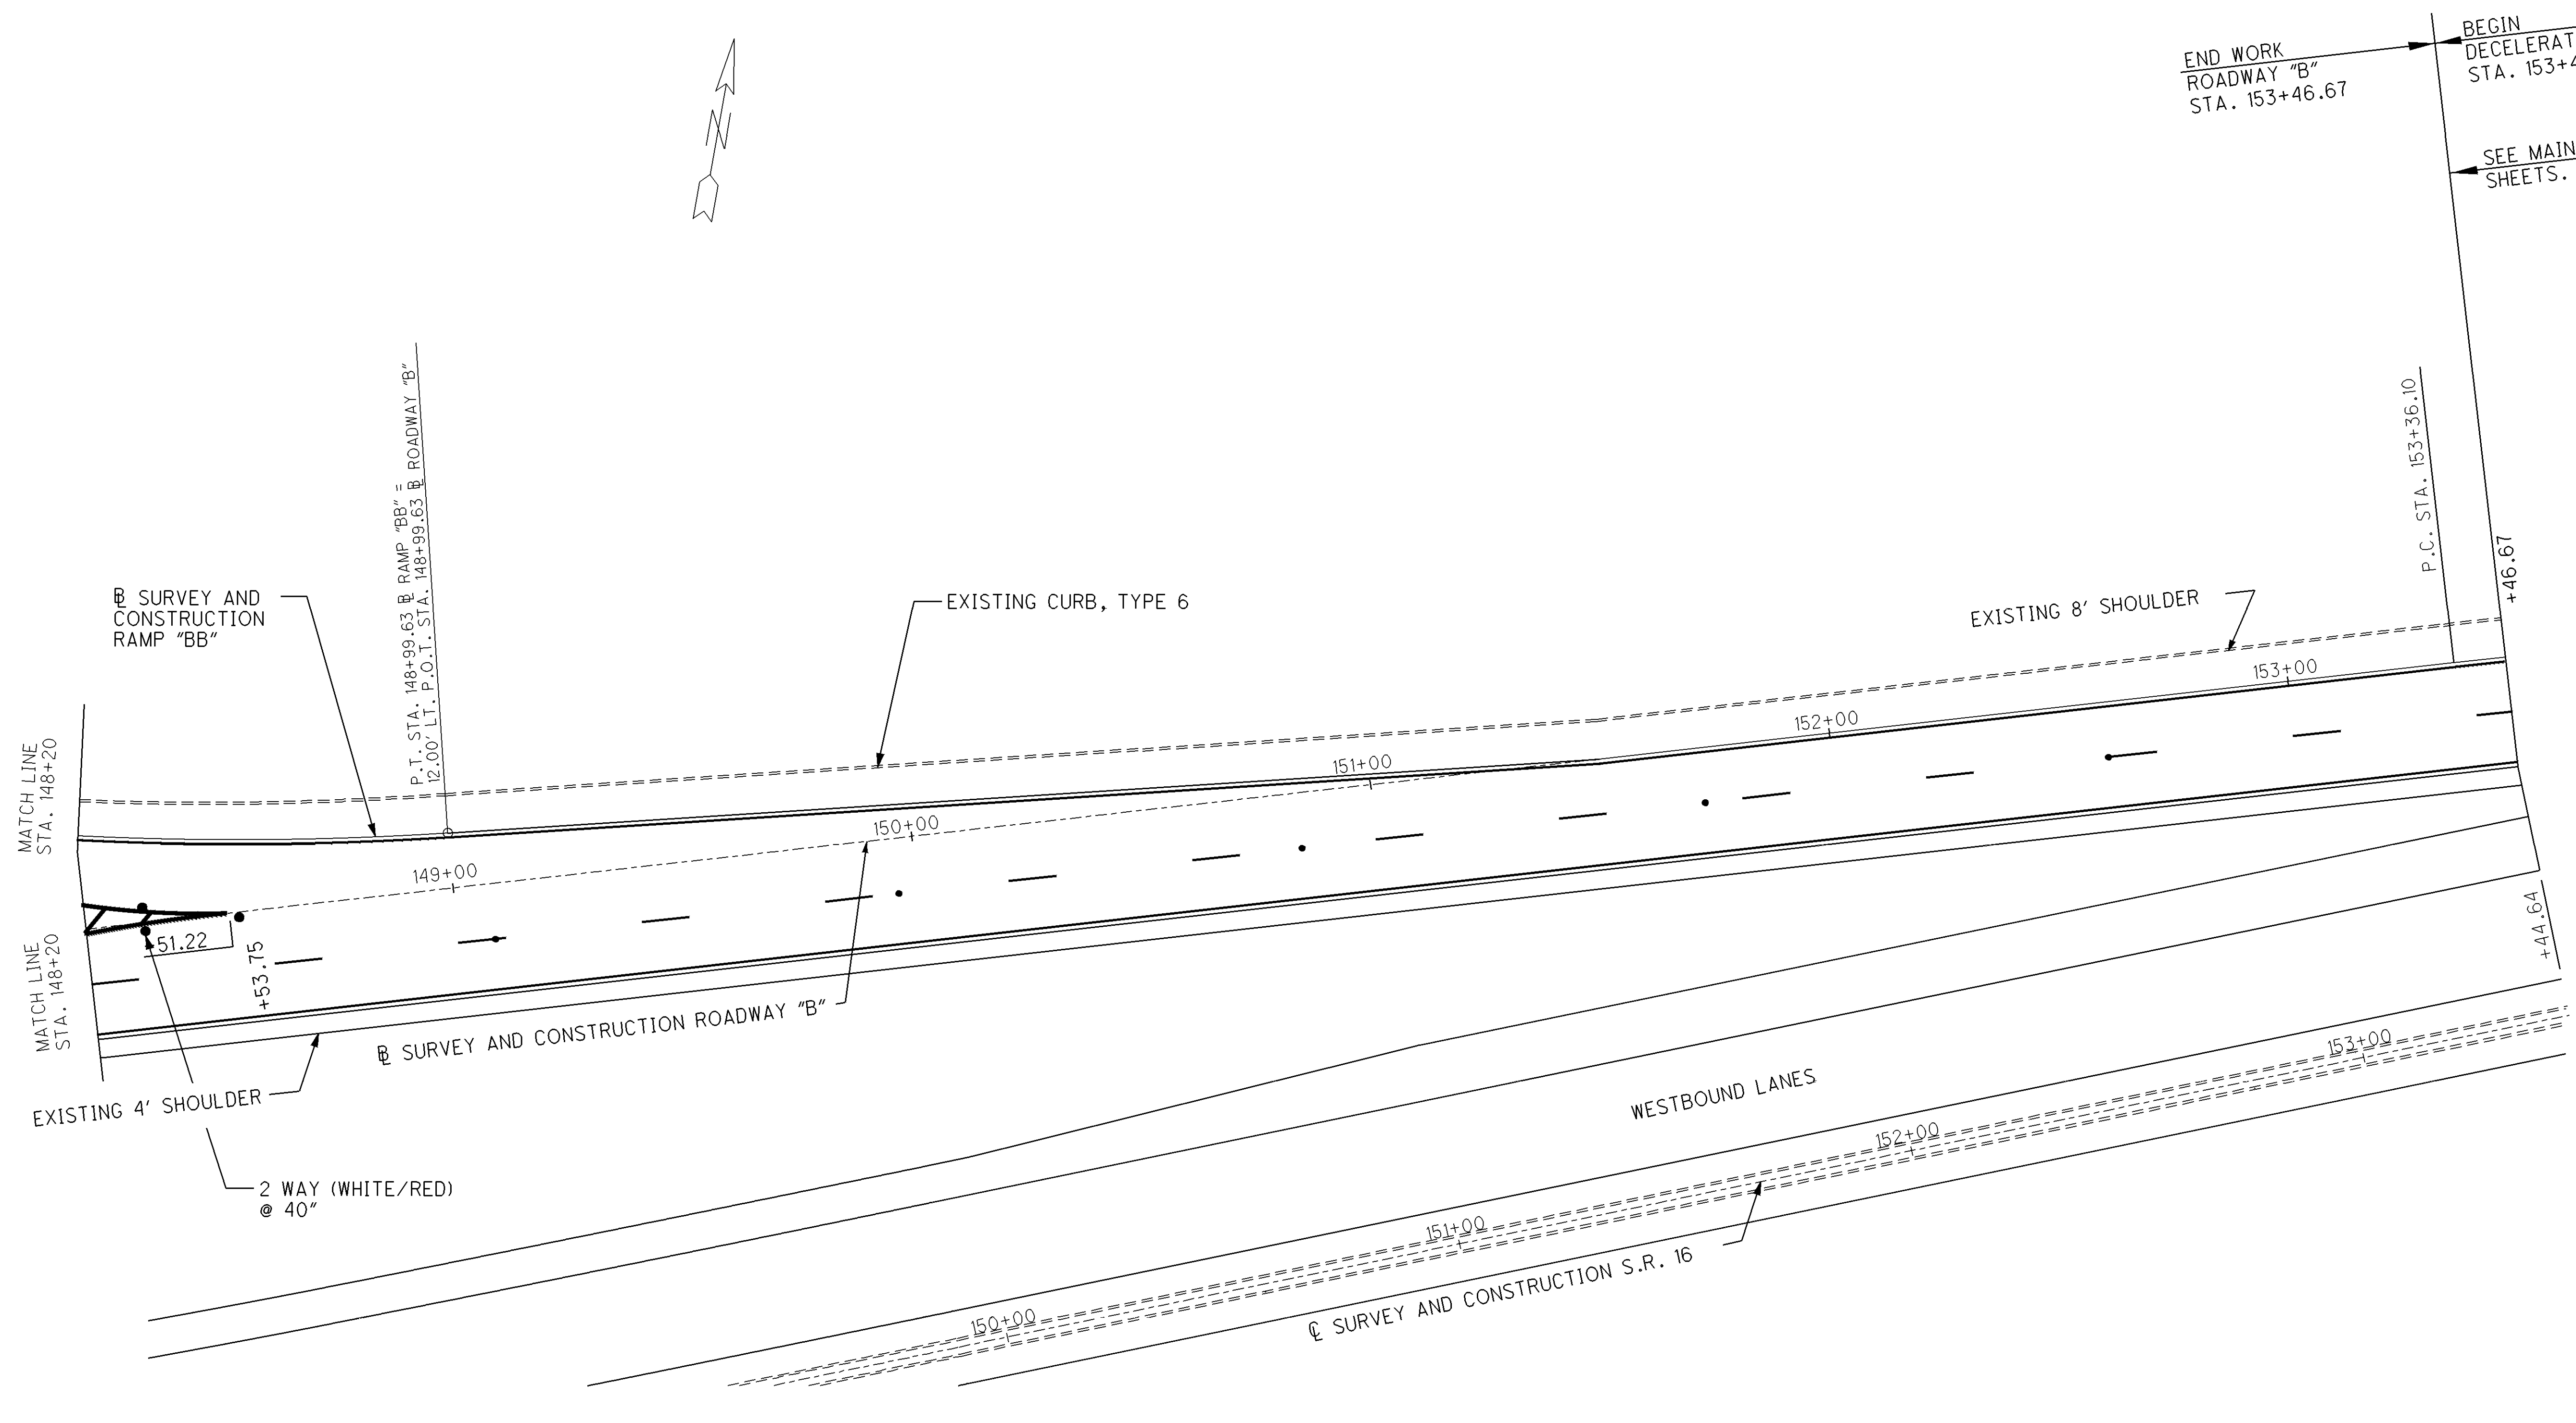 END WORK
ROADWAY "B"
STA. 153+46.67
BEGIN
DECELERAT
STA. 153+4
SEE MAIN
SHEETS.
N
P.T. STA. 148+99.63 ⅊ RAMP "BB" =
12.00' LT. P.O.T. STA. 148+99.63 ⅊ ROADWAY "B"
P.C. STA. 153+36.10
+46.67
⅊ SURVEY AND
CONSTRUCTION
RAMP "BB"
EXISTING CURB, TYPE 6
EXISTING 8' SHOULDER
MATCH LINE
STA. 148+20
149+00
150+00
151+00
152+00
153+00
MATCH LINE
STA. 148+20
51.22
+53.75
⅊ SURVEY AND CONSTRUCTION ROADWAY "B"
EXISTING 4' SHOULDER
2 WAY (WHITE/RED)
@ 40"
+44.64
WESTBOUND LANES
150+00
151+00
152+00
153+00
℄ SURVEY AND CONSTRUCTION S.R. 16